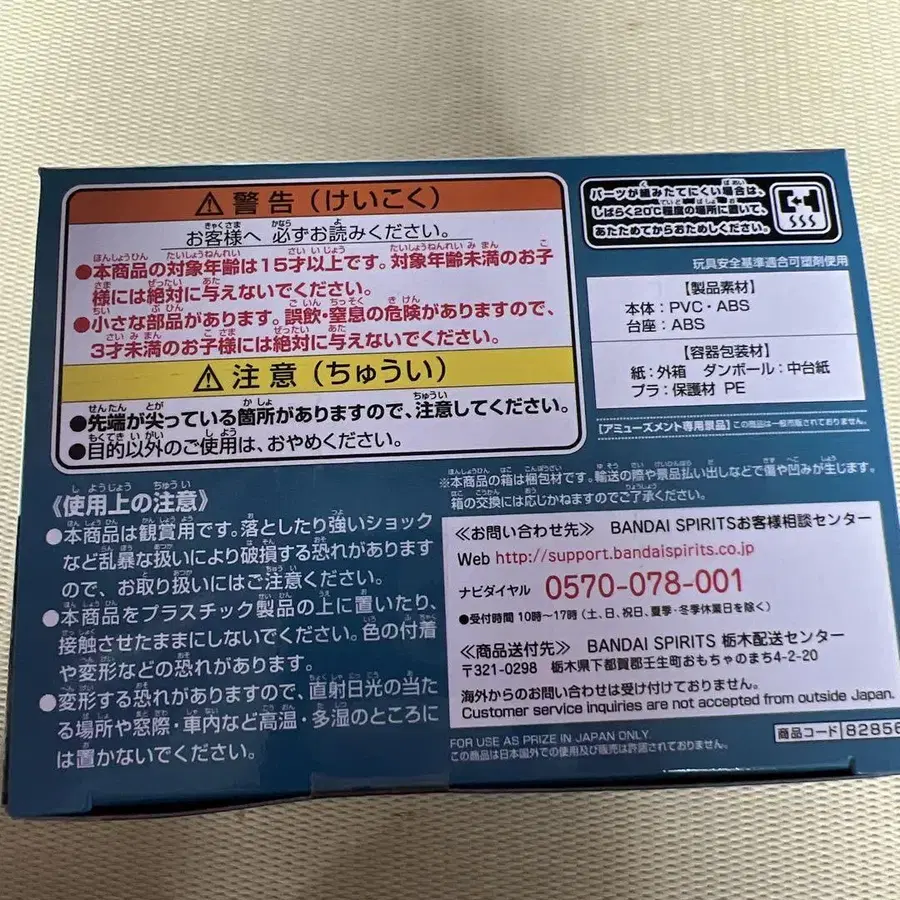 ⚠警告（けいこく）
お客様へ 必ずお読みください。
●本商品の対象年齢は15才以上です。対象年齢未満のお子
様には絶対に与えないでください。
●小さな部品があります。誤飲・窒息の危険がありますので、
3才未満のお子様には絶対に与えないでください。
⚠注意（ちゅうい）
●先端が尖っている箇所がありますので、注意してください。
●目的以外のご使用は、おやめください。
《使用上の注意》
●本商品は観賞用です。落としたり強いショック
など乱暴な扱いにより破損する恐れがあります
ので、お取り扱いにはご注意ください。
●本商品をプラスチック製品の上に置いたり、
接触させたままにしないでください。色の付着
や変形などの恐れがあります。
●変形する恐れがありますので、直射日光の当た
る場所や窓際・車内など高温・多湿のところに
は置かないでください。
パーツが組みたてにくい場合は、
しばらく20℃程度の場所に置いて、
あたためてからおためしください。
玩具安全基準適合可塑剤使用
【製品素材】
本体：PVC・ABS
台座：ABS
【容器包装材】
紙：外箱 ダンボール：中台紙
プラ：保護材 PE
【アミューズメント専用景品】この商品は一般市販されておりません。
※本商品の箱は梱包材です。輸送の際や景品払い出しなどで傷や凹みが生じます。
箱の交換には応じかねますのでご了承ください。
≪お問い合わせ先≫ BANDAI SPIRITSお客様相談センター
Web http://support.bandaispirits.co.jp
ナビダイヤル 0570-078-001
●受付時間 10時〜17時（土、日、祝日、夏季・冬季休業日を除く）
≪商品送付先≫ BANDAI SPIRITS 栃木配送センター
〒321-0298 栃木県下都賀郡壬生町おもちゃのまち4-2-20
海外からのお問い合わせは受け付けておりません。
Customer service inquiries are not accepted from outside Japan.
FOR USE AS PRIZE IN JAPAN ONLY.
この商品は日本国外での使用及び販売は許諾されておりません。
商品コード 82856